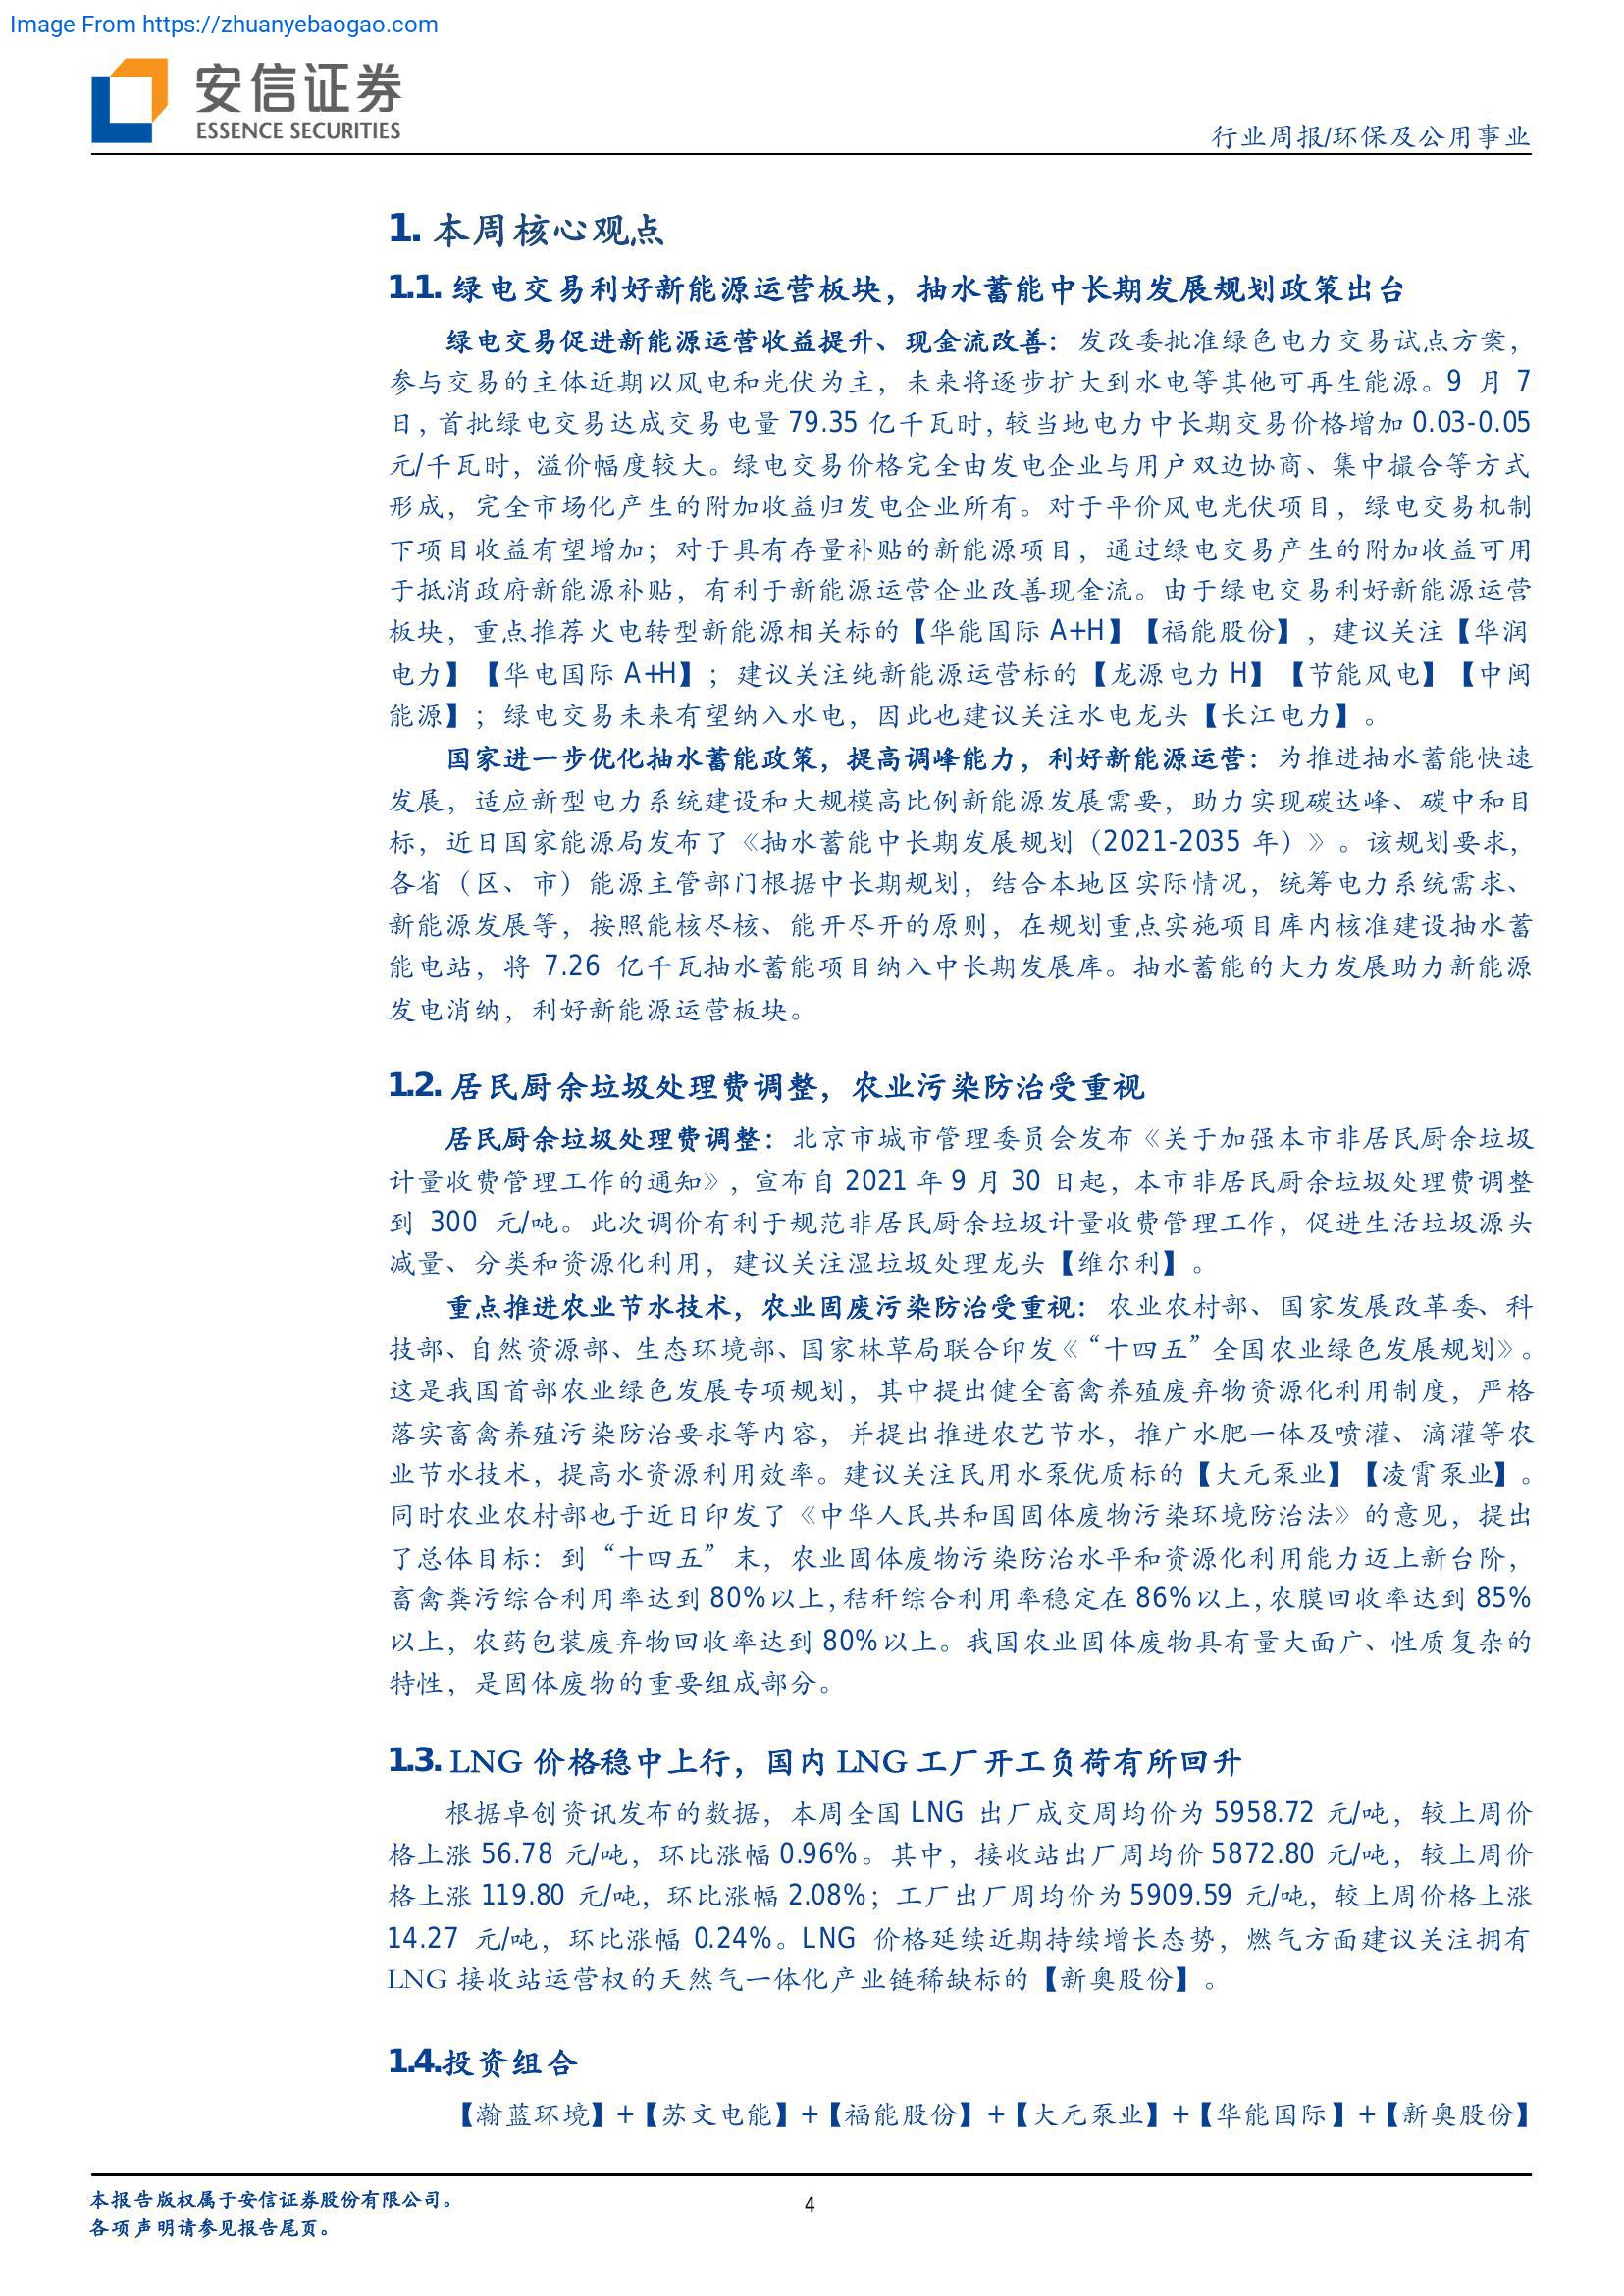 Image From https://zhuanyebaogao.com
安信证券
ESSENCE SECURITIES
行业周报/环保及公用事业
1. 本周核心观点
1.1. 绿电交易利好新能源运营板块，抽水蓄能中长期发展规划政策出台
绿电交易促进新能源运营收益提升、现金流改善：发改委批准绿色电力交易试点方案，
参与交易的主体近期以风电和光伏为主，未来将逐步扩大到水电等其他可再生能源。9 月 7
日，首批绿电交易达成交易电量 79.35 亿千瓦时，较当地电力中长期交易价格增加 0.03-0.05
元/千瓦时，溢价幅度较大。绿电交易价格完全由发电企业与用户双边协商、集中撮合等方式
形成，完全市场化产生的附加收益归发电企业所有。对于平价风电光伏项目，绿电交易机制
下项目收益有望增加；对于具有存量补贴的新能源项目，通过绿电交易产生的附加收益可用
于抵消政府新能源补贴，有利于新能源运营企业改善现金流。由于绿电交易利好新能源运营
板块，重点推荐火电转型新能源相关标的【华能国际 A+H】【福能股份】，建议关注【华润
电力】【华电国际 A+H】；建议关注纯新能源运营标的【龙源电力 H】【节能风电】【中闽
能源】；绿电交易未来有望纳入水电，因此也建议关注水电龙头【长江电力】。
国家进一步优化抽水蓄能政策，提高调峰能力，利好新能源运营：为推进抽水蓄能快速
发展，适应新型电力系统建设和大规模高比例新能源发展需要，助力实现碳达峰、碳中和目
标，近日国家能源局发布了《抽水蓄能中长期发展规划（2021-2035 年）》。该规划要求，
各省（区、市）能源主管部门根据中长期规划，结合本地区实际情况，统筹电力系统需求、
新能源发展等，按照能核尽核、能开尽开的原则，在规划重点实施项目库内核准建设抽水蓄
能电站，将 7.26 亿千瓦抽水蓄能项目纳入中长期发展库。抽水蓄能的大力发展助力新能源
发电消纳，利好新能源运营板块。
1.2. 居民厨余垃圾处理费调整，农业污染防治受重视
居民厨余垃圾处理费调整：北京市城市管理委员会发布《关于加强本市非居民厨余垃圾
计量收费管理工作的通知》，宣布自 2021 年 9 月 30 日起，本市非居民厨余垃圾处理费调整
到 300 元/吨。此次调价有利于规范非居民厨余垃圾计量收费管理工作，促进生活垃圾源头
减量、分类和资源化利用，建议关注湿垃圾处理龙头【维尔利】。
重点推进农业节水技术，农业固废污染防治受重视：农业农村部、国家发展改革委、科
技部、自然资源部、生态环境部、国家林草局联合印发《“十四五”全国农业绿色发展规划》。
这是我国首部农业绿色发展专项规划，其中提出健全畜禽养殖废弃物资源化利用制度，严格
落实畜禽养殖污染防治要求等内容，并提出推进农艺节水，推广水肥一体及喷灌、滴灌等农
业节水技术，提高水资源利用效率。建议关注民用水泵优质标的【大元泵业】【凌霄泵业】。
同时农业农村部也于近日印发了《中华人民共和国固体废物污染环境防治法》的意见，提出
了总体目标：到“十四五”末，农业固体废物污染防治水平和资源化利用能力迈上新台阶，
畜禽粪污综合利用率达到 80%以上，秸秆综合利用率稳定在 86%以上，农膜回收率达到 85%
以上，农药包装废弃物回收率达到 80%以上。我国农业固体废物具有量大面广、性质复杂的
特性，是固体废物的重要组成部分。
1.3. LNG 价格稳中上行，国内 LNG 工厂开工负荷有所回升
根据卓创资讯发布的数据，本周全国 LNG 出厂成交周均价为 5958.72 元/吨，较上周价
格上涨 56.78 元/吨，环比涨幅 0.96%。其中，接收站出厂周均价 5872.80 元/吨，较上周价
格上涨 119.80 元/吨，环比涨幅 2.08%；工厂出厂周均价为 5909.59 元/吨，较上周价格上涨
14.27 元/吨，环比涨幅 0.24%。LNG 价格延续近期持续增长态势，燃气方面建议关注拥有
LNG 接收站运营权的天然气一体化产业链稀缺标的【新奥股份】。
1.4.投资组合
【瀚蓝环境】+【苏文电能】+【福能股份】+【大元泵业】+【华能国际】+【新奥股份】
本报告版权属于安信证券股份有限公司。
4
各项声明请参见报告尾页。